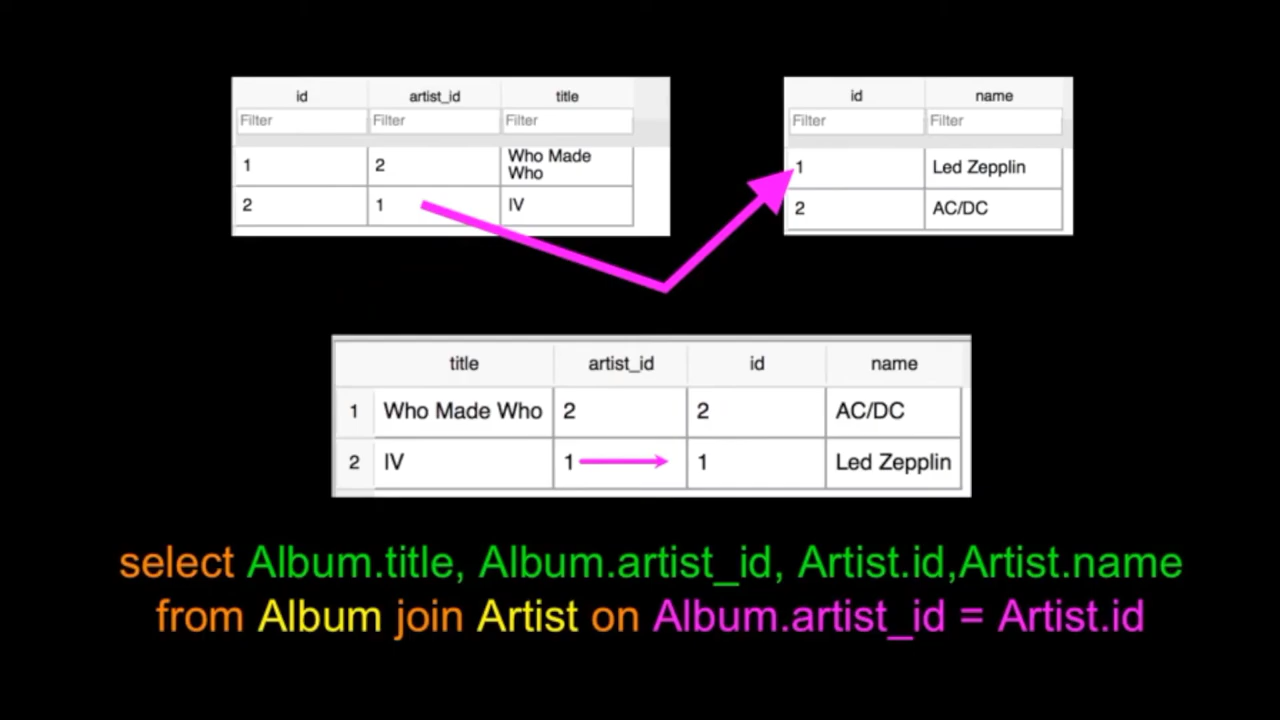 id artist_id title
Filter Filter Filter
1 2 Who Made
Who
2 1 IV
id name
Filter Filter
1 Led Zepplin
2 AC/DC
title artist_id id name
1 Who Made Who 2 2 AC/DC
2 IV 1 1 Led Zepplin
select Album.title, Album.artist_id, Artist.id,Artist.name
from Album join Artist on Album.artist_id = Artist.id